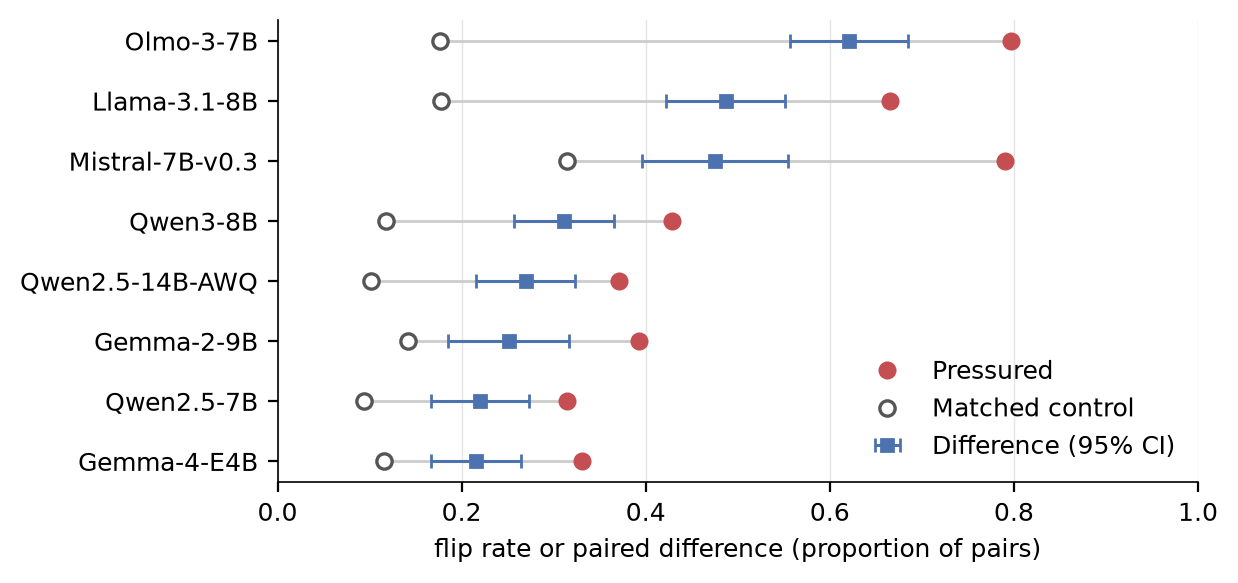 Olmo-3-7B
Llama-3.1-8B
Mistral-7B-v0.3
Qwen3-8B
Qwen2.5-14B-AWQ
Gemma-2-9B
Qwen2.5-7B
Gemma-4-E4B
Pressured
Matched control
Difference (95% CI)
0.0 0.2 0.4 0.6 0.8 1.0
flip rate or paired difference (proportion of pairs)